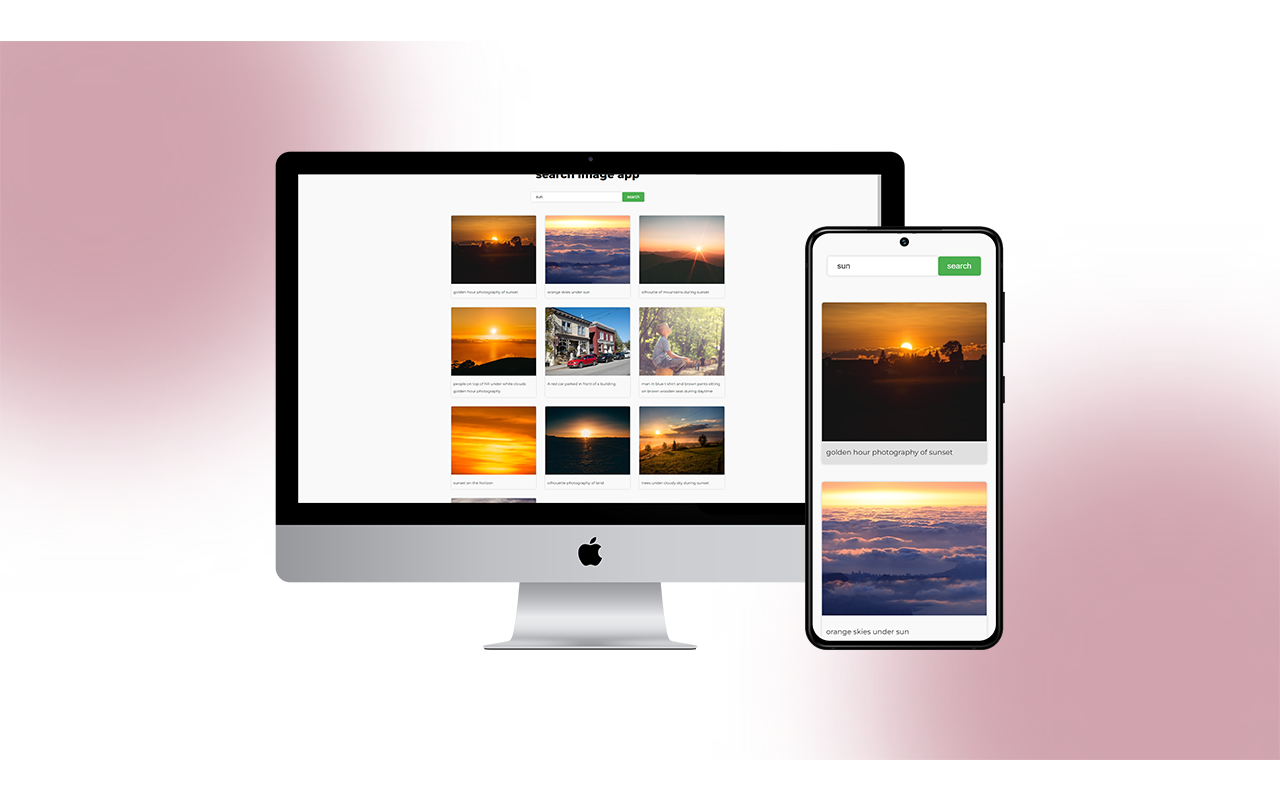 search image app
sun
search
golden hour photography of sunset
orange skies under sun
silhouette of mountains during sunset
people on top of hill under white clouds
golden hour photography
A red car parked in front of a building
man in blue t-shirt and brown pants sitting
on brown wooden seat during daytime
sunset on the horizon
silhouette photography of land
trees under cloudy sky during sunset
sun
search
golden hour photography of sunset
orange skies under sun